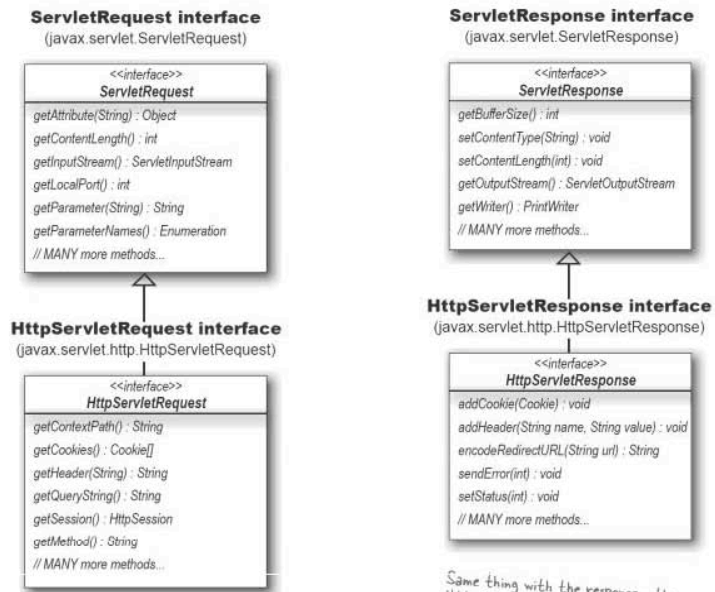 ServletRequest interface
(javax.servlet.ServletRequest)
<<interface>>
ServletRequest
getAttribute(String) : Object
getContentLength() : int
getInputStream() : ServletInputStream
getLocalPort() : int
getParameter(String) : String
getParameterNames() : Enumeration
// MANY more methods...
HttpServletRequest interface
(javax.servlet.http.HttpServletRequest)
<<interface>>
HttpServletRequest
getContextPath() : String
getCookies() : Cookie[]
getHeader(String) : String
getQueryString() : String
getSession() : HttpSession
getMethod() : String
// MANY more methods...
ServletResponse interface
(javax.servlet.ServletResponse)
<<interface>>
ServletResponse
getBufferSize() : int
setContentType(String) : void
setContentLength(int) : void
getOutputStream() : ServletOutputStream
getWriter() : PrintWriter
// MANY more methods...
HttpServletResponse interface
(javax.servlet.http.HttpServletResponse)
<<interface>>
HttpServletResponse
addCookie(Cookie) : void
addHeader(String name, String value) : void
encodeRedirectURL(String url) : String
sendError(int) : void
setStatus(int) : void
// MANY more methods...
Same thing with the response